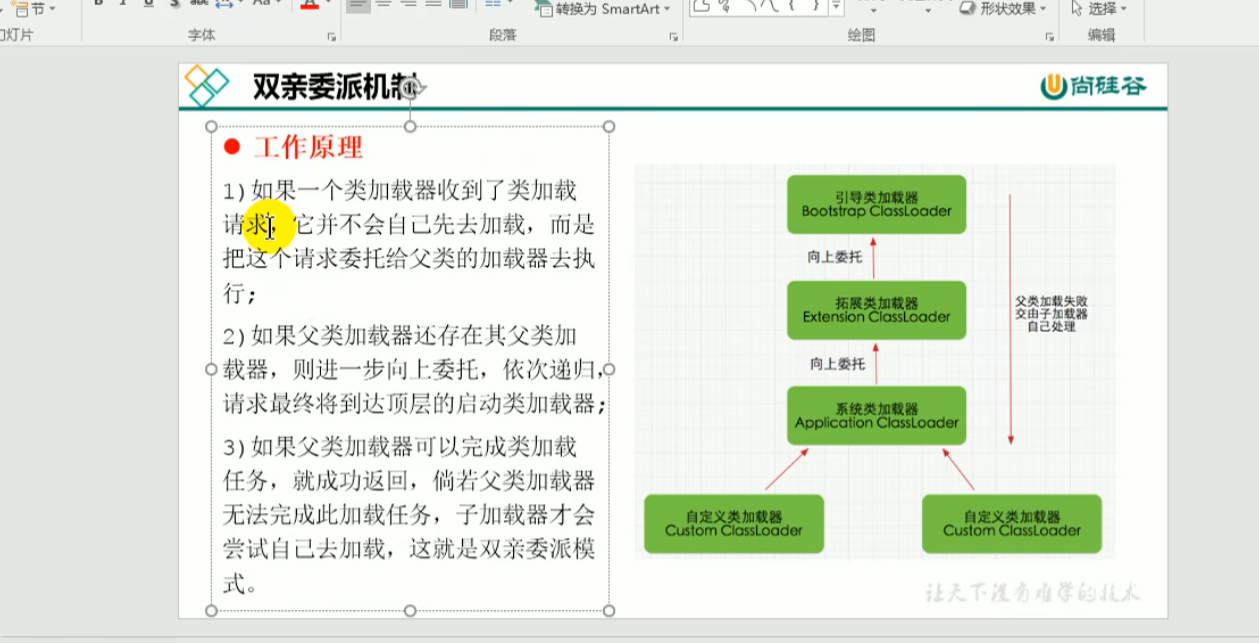 节
B I U S abc Aa A
转换为 SmartArt
形状效果
选择
幻灯片
字体
段落
绘图
编辑
双亲委派机制
尚硅谷
● 工作原理
1)如果一个类加载器收到了类加载
请求,它并不会自己先去加载,而是
把这个请求委托给父类的加载器去执
行;
2)如果父类加载器还存在其父类加
载器,则进一步向上委托,依次递归,
请求最终将到达顶层的启动类加载器;
3)如果父类加载器可以完成类加载
任务,就成功返回,倘若父类加载器
无法完成此加载任务,子加载器才会
尝试自己去加载,这就是双亲委派模
式。
引导类加载器
Bootstrap ClassLoader
向上委托
拓展类加载器
Extension ClassLoader
父类加载失败
交由子加载器
自己处理
向上委托
系统类加载器
Application ClassLoader
自定义类加载器
Custom ClassLoader
自定义类加载器
Custom ClassLoader
让天下没有难学的技术